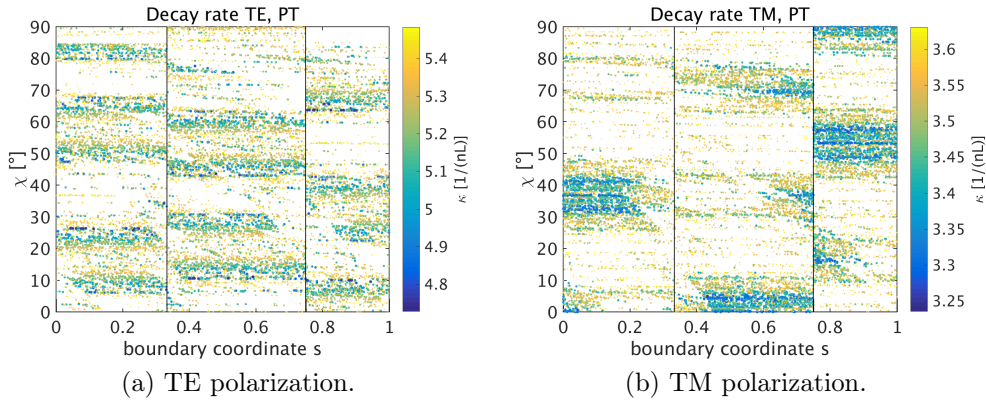 Decay rate TE, PT
90
80
70
60
50
40
30
20
10
0
χ [°]
0 0.2 0.4 0.6 0.8 1
boundary coordinate s
5.4
5.3
5.2
5.1
5
4.9
4.8
κ [1/(nL)]
(a) TE polarization.
Decay rate TM, PT
90
80
70
60
50
40
30
20
10
0
χ [°]
0 0.2 0.4 0.6 0.8 1
boundary coordinate s
3.6
3.55
3.5
3.45
3.4
3.35
3.3
3.25
κ [1/(nL)]
(b) TM polarization.